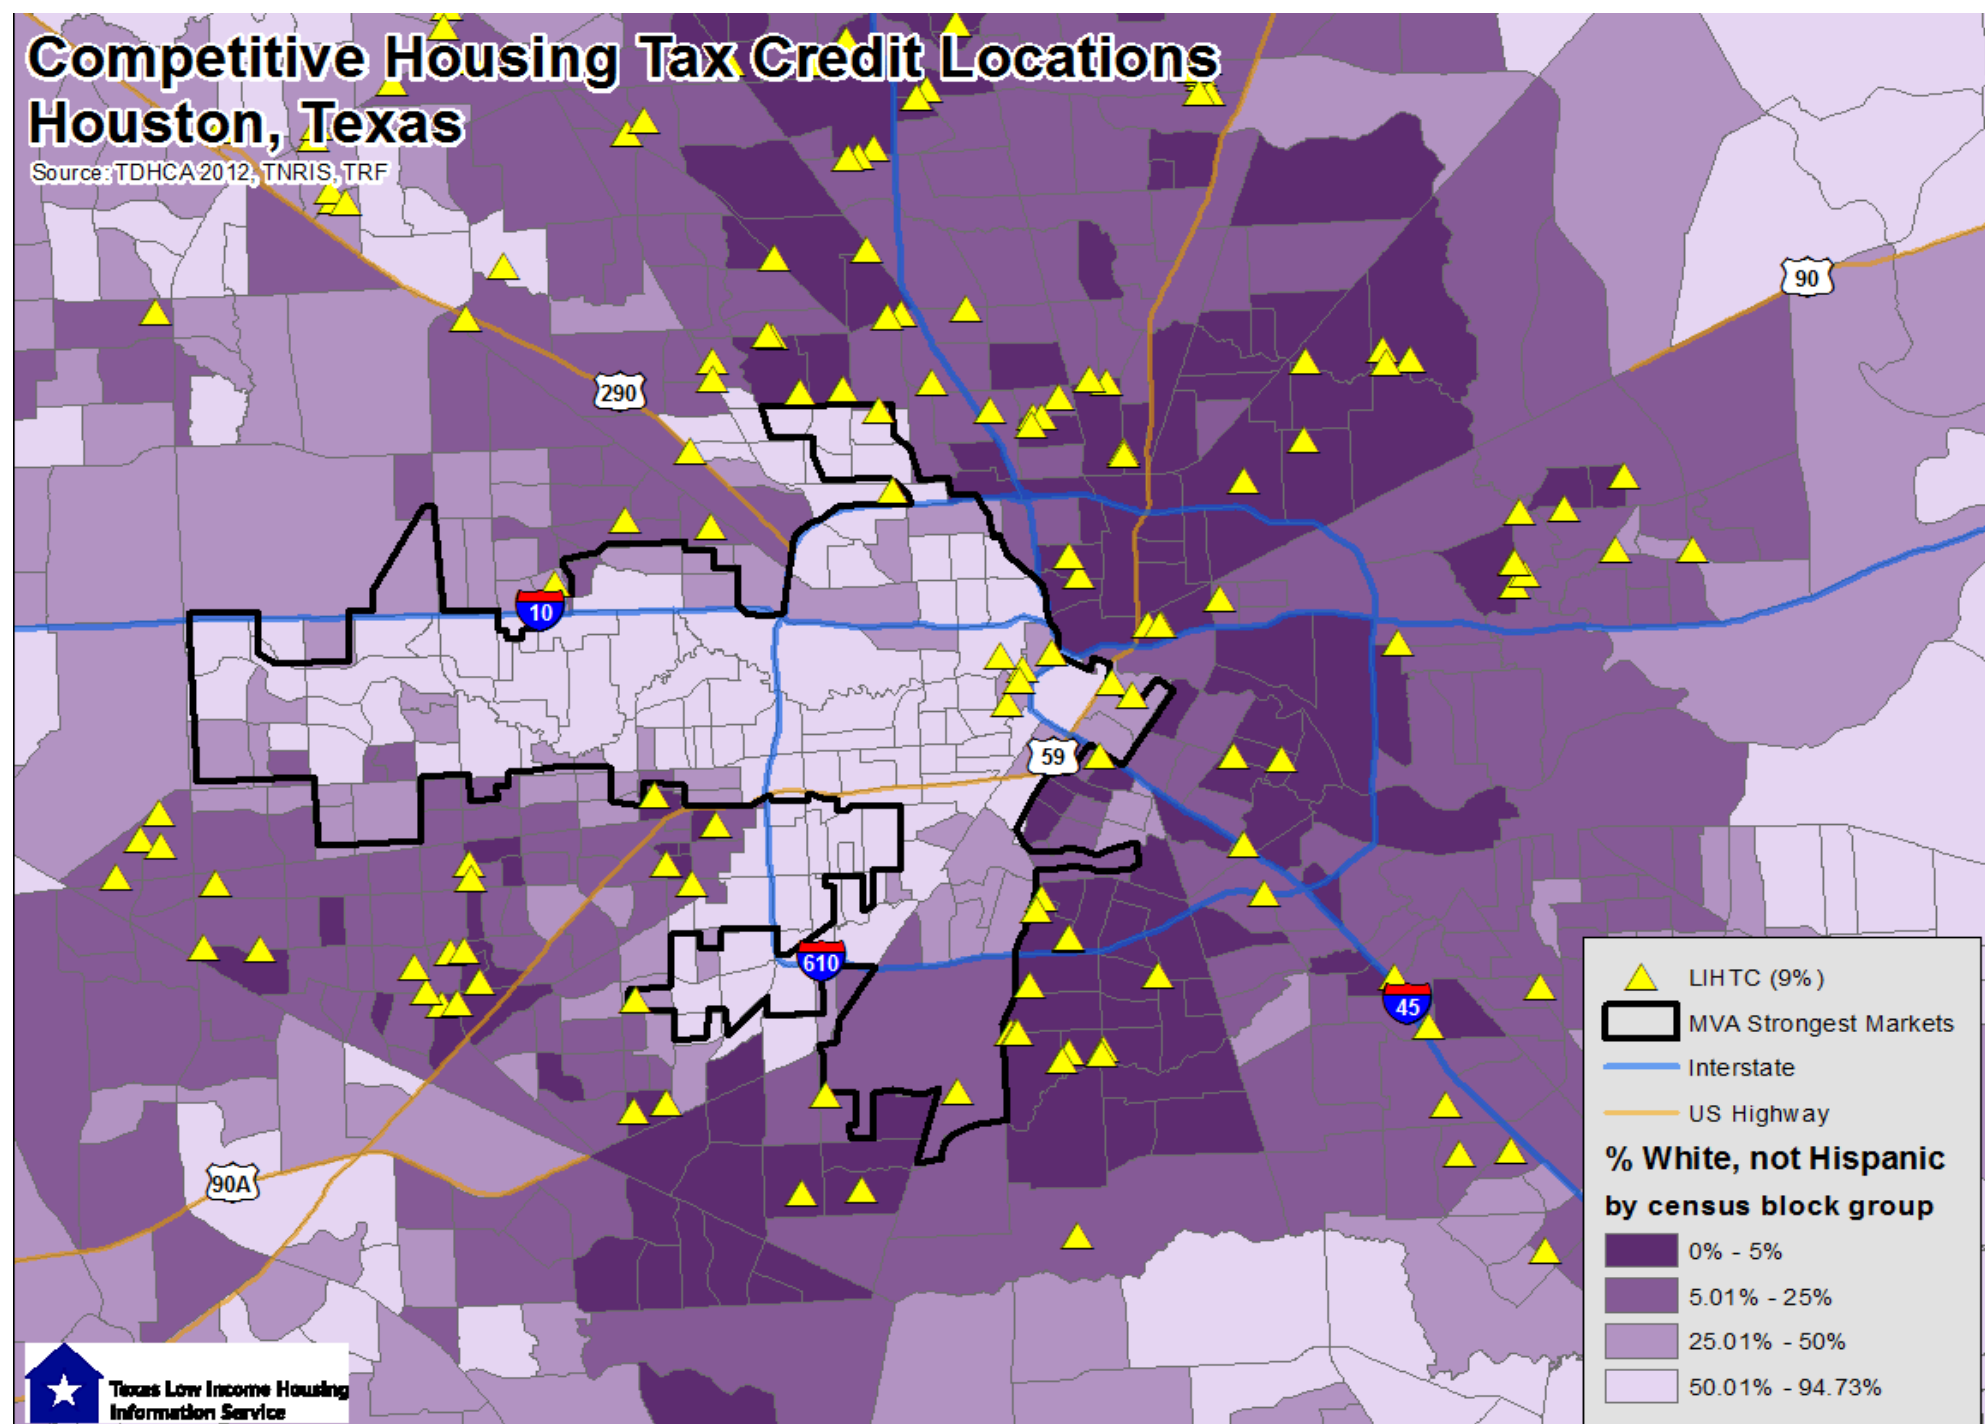 Competitive Housing Tax Credit Locations
Houston, Texas
Source: TDHCA 2012, TNRIS, TRF
90
290
10
59
610
45
90A
LIHTC (9%)
MVA Strongest Markets
Interstate
US Highway
% White, not Hispanic
by census block group
0% - 5%
5.01% - 25%
25.01% - 50%
50.01% - 94.73%
Texas Low Income Housing
Information Service